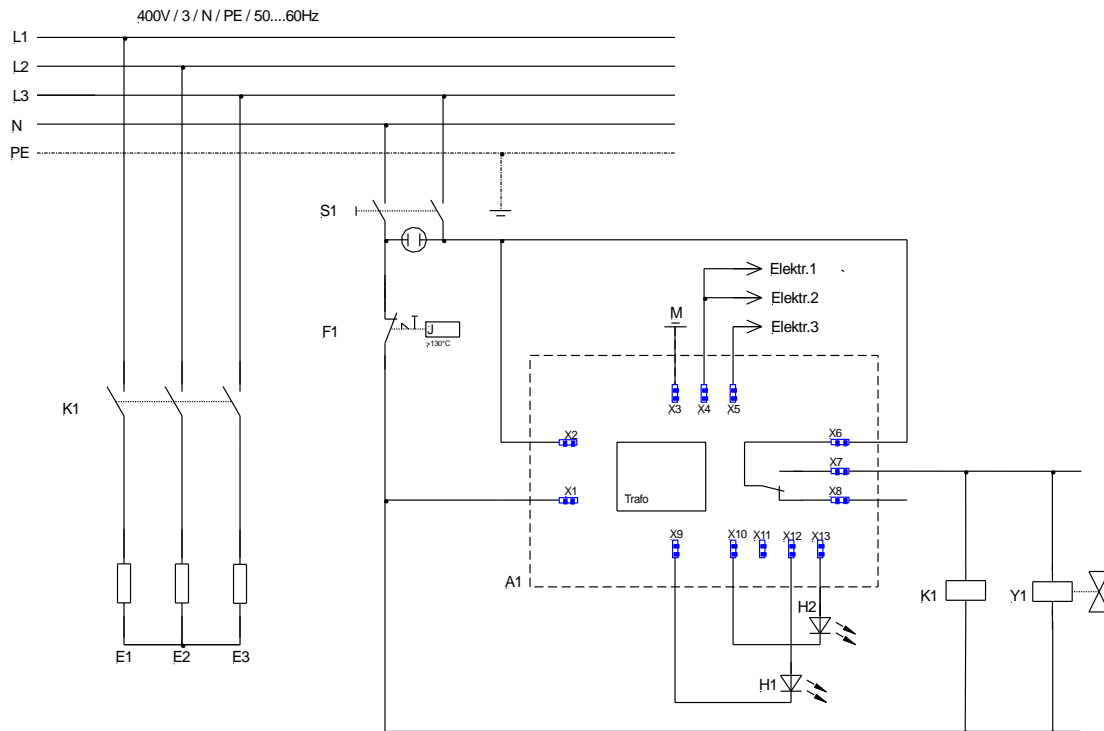 400V / 3 / N / PE / 50....60Hz
L1
L2
L3
N
PE
S1
Elektr.1
Elektr.2
Elektr.3
M
F1
J
>130°C
X3 X4 X5
K1
X2
X6
X7
X1
Trafo
X8
X9 X10 X11 X12 X13
A1
H2
K1
Y1
H1
E1 E2 E3